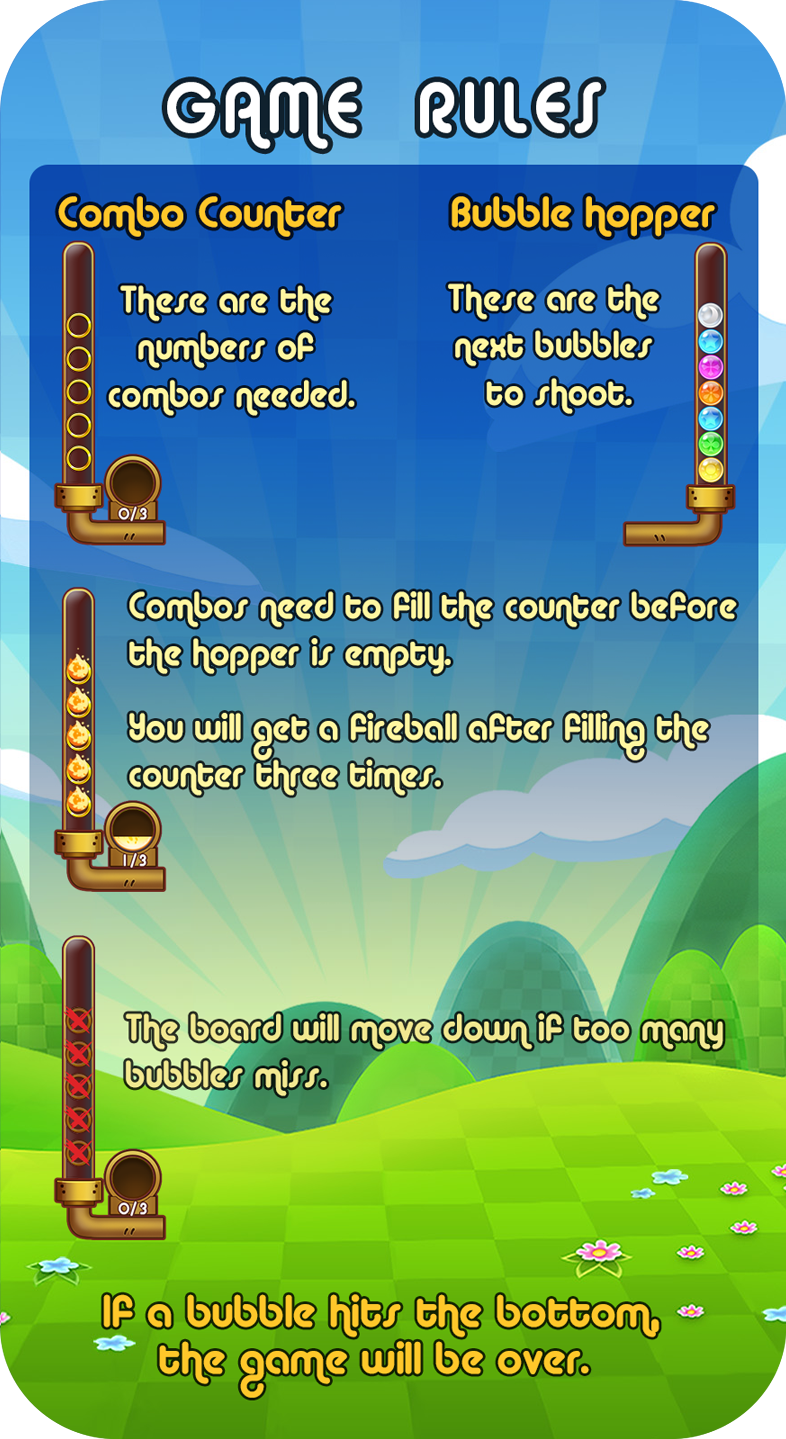 GAME RULES
Combo Counter
These are the
numbers of
combos needed.
0/3
Bubble hopper
These are the
next bubbles
to shoot.
Combos need to fill the counter before
the hopper is empty.
You will get a fireball after filling the
counter three times.
1/3
The board will move down if too many
bubbles miss.
0/3
If a bubble hits the bottom,
the game will be over.